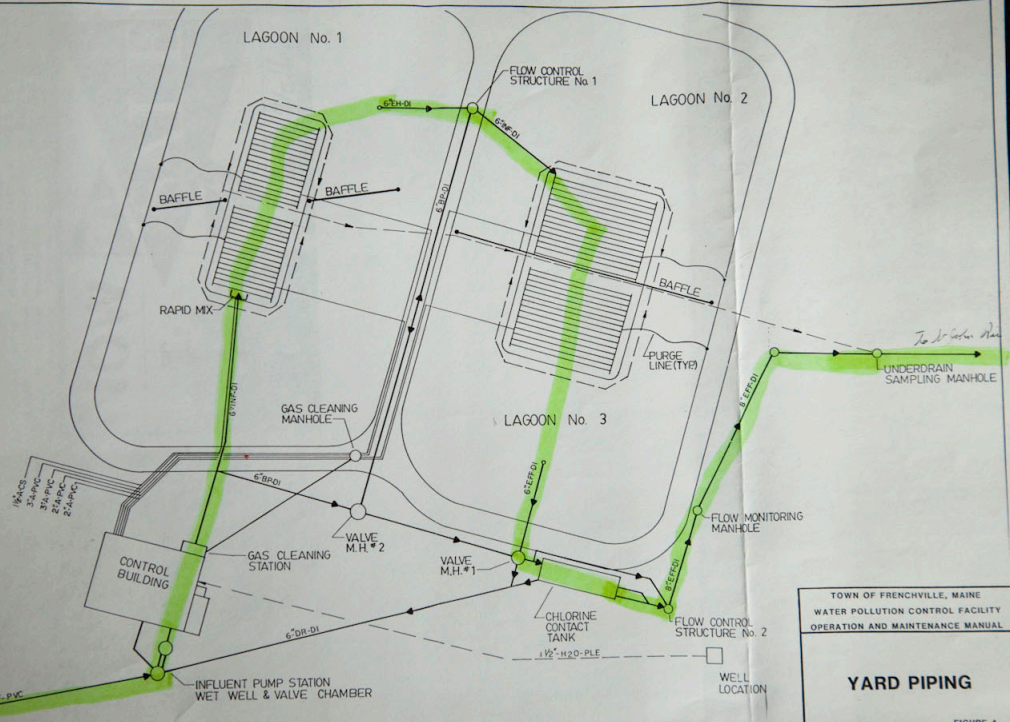 LAGOON No. 1
FLOW CONTROL
STRUCTURE No. 1
LAGOON No. 2
6"EH-DI
6"INF-DI
6"BP-DI
BAFFLE
BAFFLE
BAFFLE
RAPID MIX
PURGE
LINE (TYP.)
To
UNDERDRAIN
SAMPLING MANHOLE
6"INF-DI
8"EFF-DI
GAS CLEANING
MANHOLE
LAGOON No. 3
1½"A-CS
3"A-PVC
3"A-PVC
2"A-PVC
2"A-PVC
6"BP-DI
6"EFF-DI
VALVE
M.H.#2
FLOW MONITORING
MANHOLE
CONTROL
BUILDING
GAS CLEANING
STATION
VALVE
M.H.#1
8"EFF-DI
CHLORINE
CONTACT
TANK
FLOW CONTROL
STRUCTURE No. 2
6"DR-DI
1½"-H2O-PLE
WELL
LOCATION
INFLUENT PUMP STATION
WET WELL & VALVE CHAMBER
PVC
TOWN OF FRENCHVILLE, MAINE
WATER POLLUTION CONTROL FACILITY
OPERATION AND MAINTENANCE MANUAL
YARD PIPING